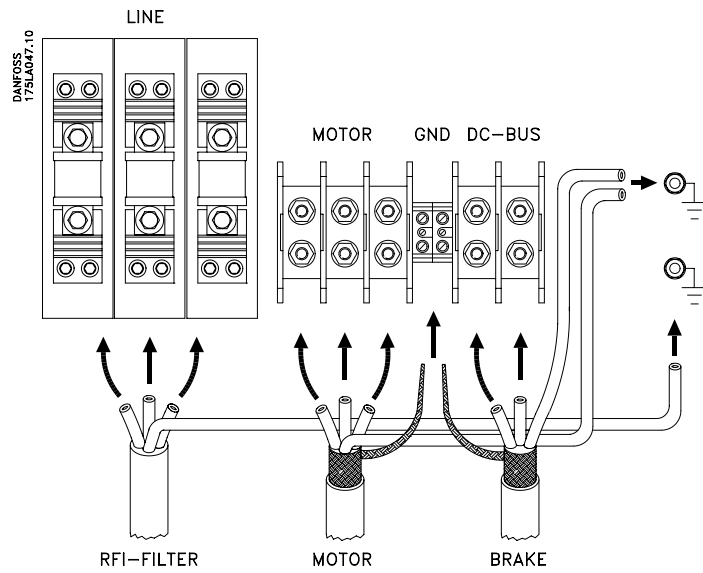 LINE
DANFOSS
175LA047.10
MOTOR
GND
DC-BUS
RFI-FILTER
MOTOR
BRAKE